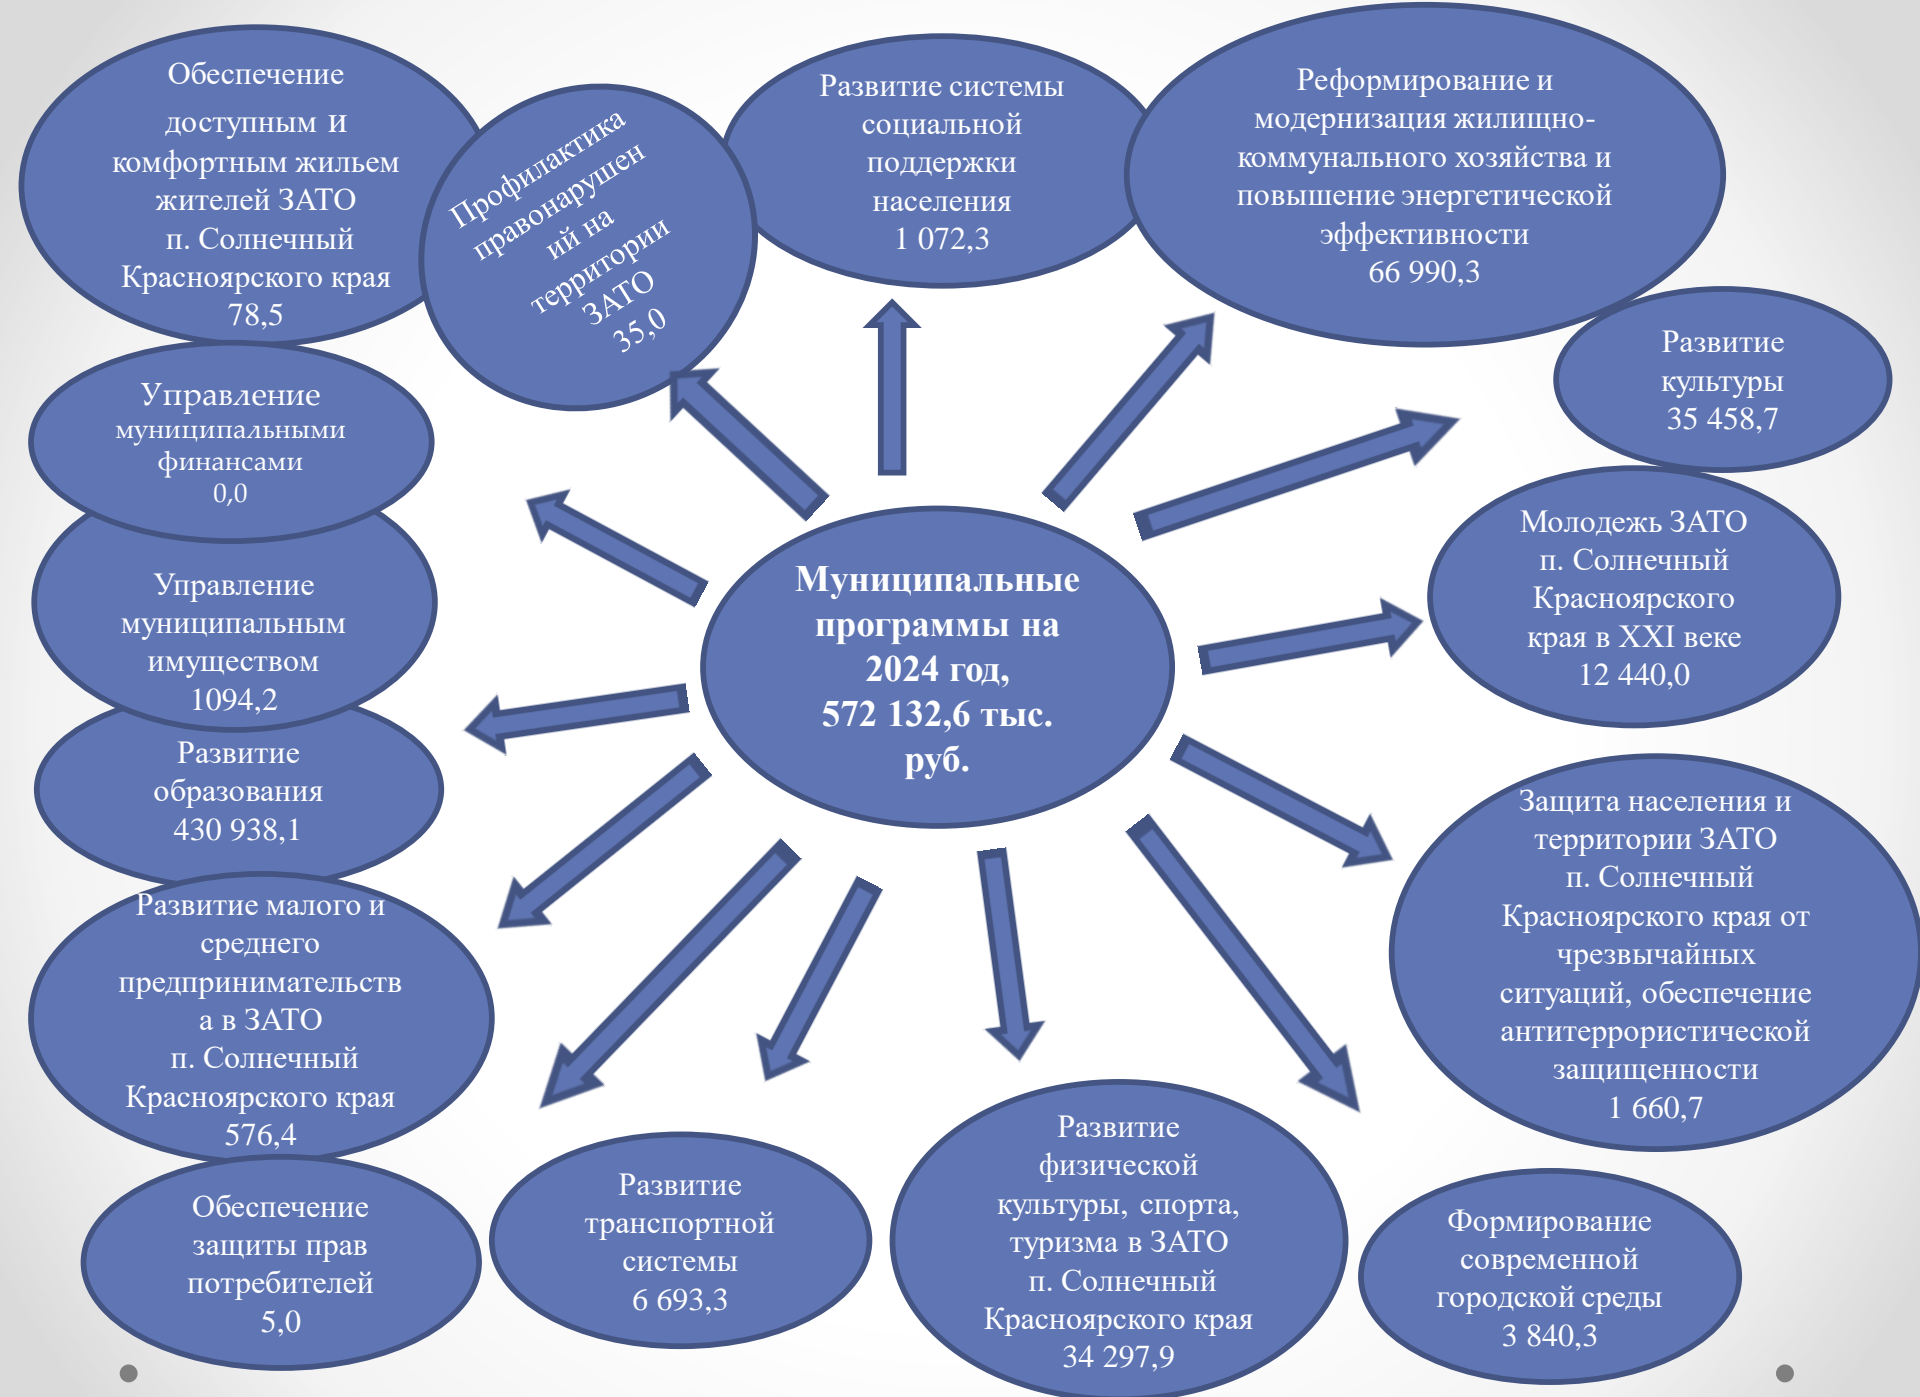 Обеспечение
доступным и
комфортным жильем
жителей ЗАТО
п. Солнечный
Красноярского края
78,5
Профилактика
правонарушен
ий на
территории
ЗАТО
35,0
Развитие системы
социальной
поддержки
населения
1 072,3
Реформирование и
модернизация жилищно-
коммунального хозяйства и
повышение энергетической
эффективности
66 990,3
Развитие
культуры
35 458,7
Управление
муниципальными
финансами
0,0
Молодежь ЗАТО
п. Солнечный
Красноярского
края в XXI веке
12 440,0
Муниципальные
программы на
2024 год,
572 132,6 тыс.
руб.
Управление
муниципальным
имуществом
1094,2
Развитие
образования
430 938,1
Защита населения и
территории ЗАТО
п. Солнечный
Красноярского края от
чрезвычайных
ситуаций, обеспечение
антитеррористической
защищенности
1 660,7
Развитие малого и
среднего
предпринимательств
а в ЗАТО
п. Солнечный
Красноярского края
576,4
Обеспечение
защиты прав
потребителей
5,0
Развитие
транспортной
системы
6 693,3
Развитие
физической
культуры, спорта,
туризма в ЗАТО
п. Солнечный
Красноярского края
34 297,9
Формирование
современной
городской среды
3 840,3